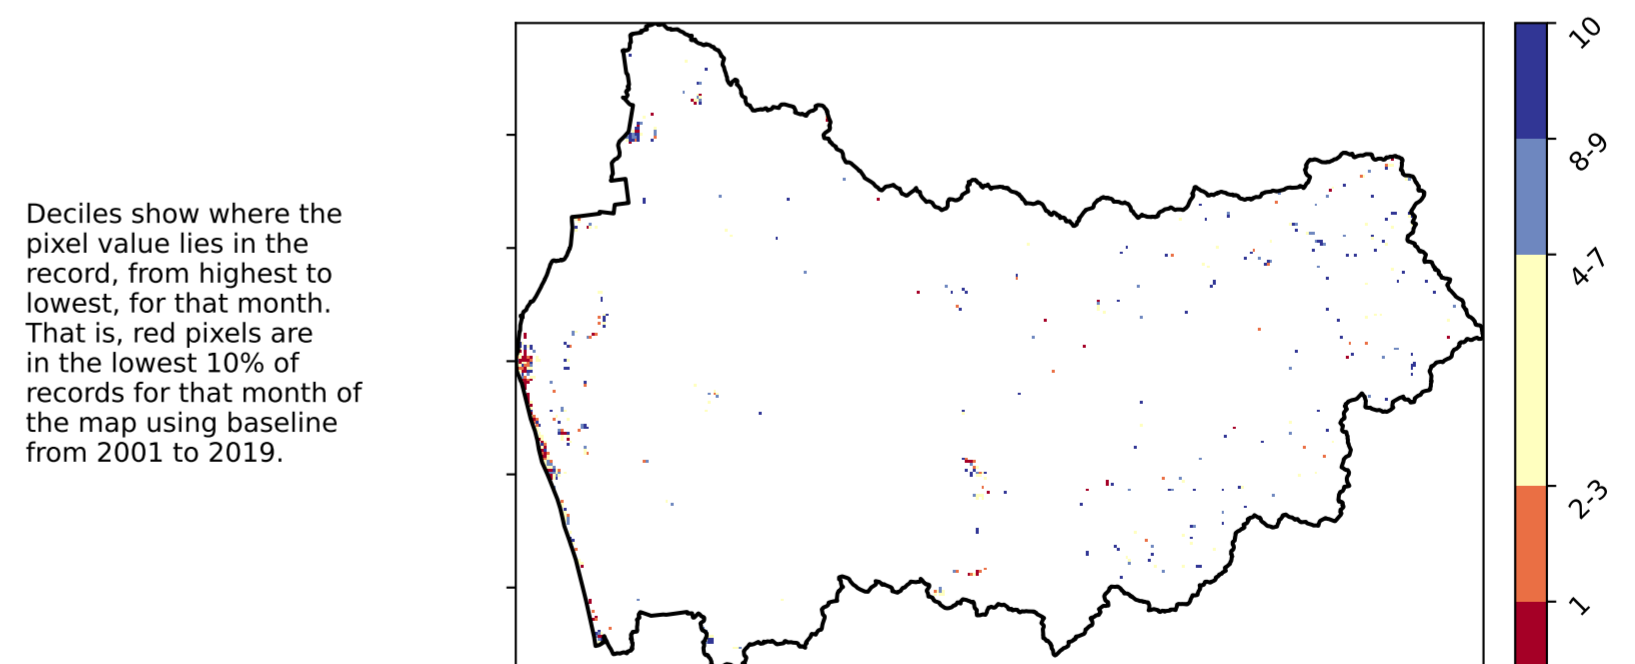 Deciles show where the
pixel value lies in the
record, from highest to
lowest, for that month.
That is, red pixels are
in the lowest 10% of
records for that month of
the map using baseline
from 2001 to 2019.
10
8-9
4-7
2-3
1